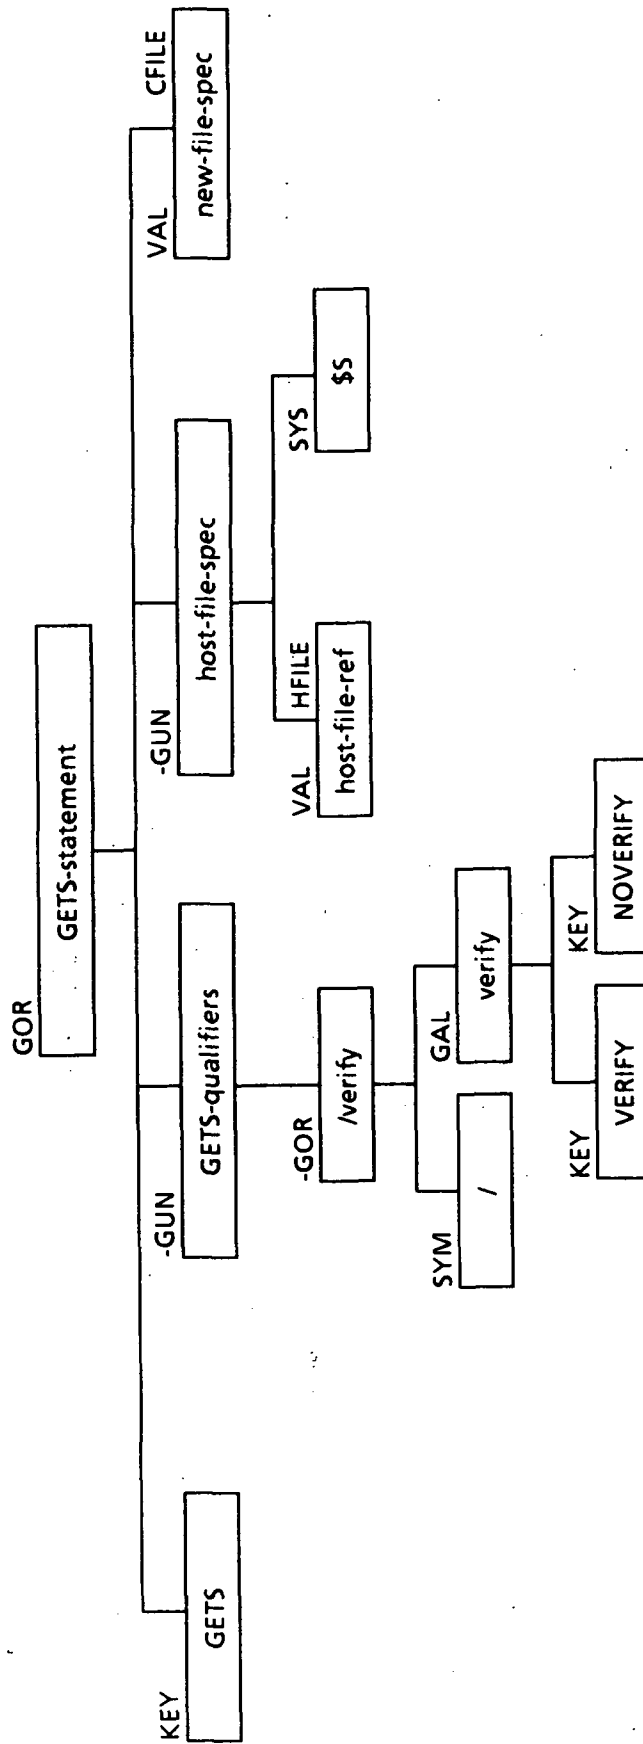 GOR
GETS-statement
KEY
GETS
-GUN
GETS-qualifiers
-GUN
host-file-spec
VAL CFILE
new-file-spec
-GOR
/verify
VAL HFILE
host-file-ref
SYS
$S
SYM
/
GAL
verify
KEY
VERIFY
KEY
NOVERIFY